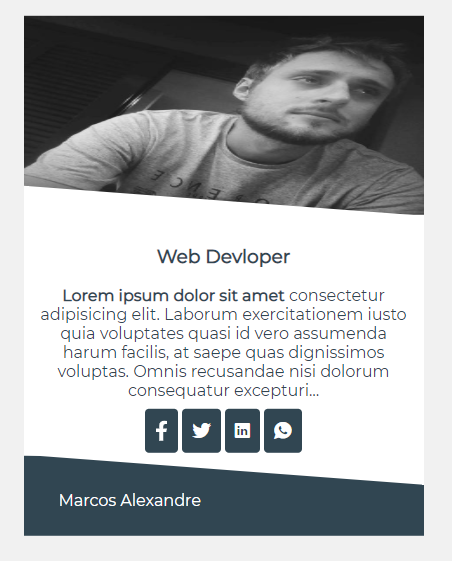 Web Devloper
Lorem ipsum dolor sit amet consectetur
adipisicing elit. Laborum exercitationem iusto
quia voluptates quasi id vero assumenda
harum facilis, at saepe quas dignissimos
voluptas. Omnis recusandae nisi dolorum
consequatur excepturi...
in
Marcos Alexandre